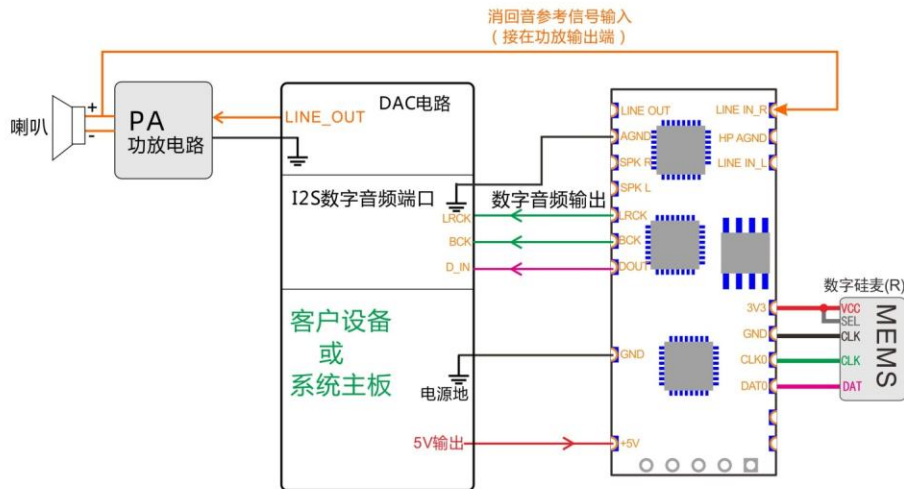 消回音参考信号输入
（接在功放输出端）
喇叭
+
-
PA
功放电路
LINE_OUT
DAC电路
I2S数字音频端口
LRCK
BCK
D_IN
数字音频输出
客户设备
或
系统主板
电源地
5V输出
LINE OUT
AGND
SPK R
SPK L
LRCK
BCK
DOUT
GND
+5V
LINE IN_R
HP AGND
LINE IN_L
3V3
GND
CLK0
DAT0
数字硅麦(R)
VCC
SEL
CLK
CLK
DAT
MEMS